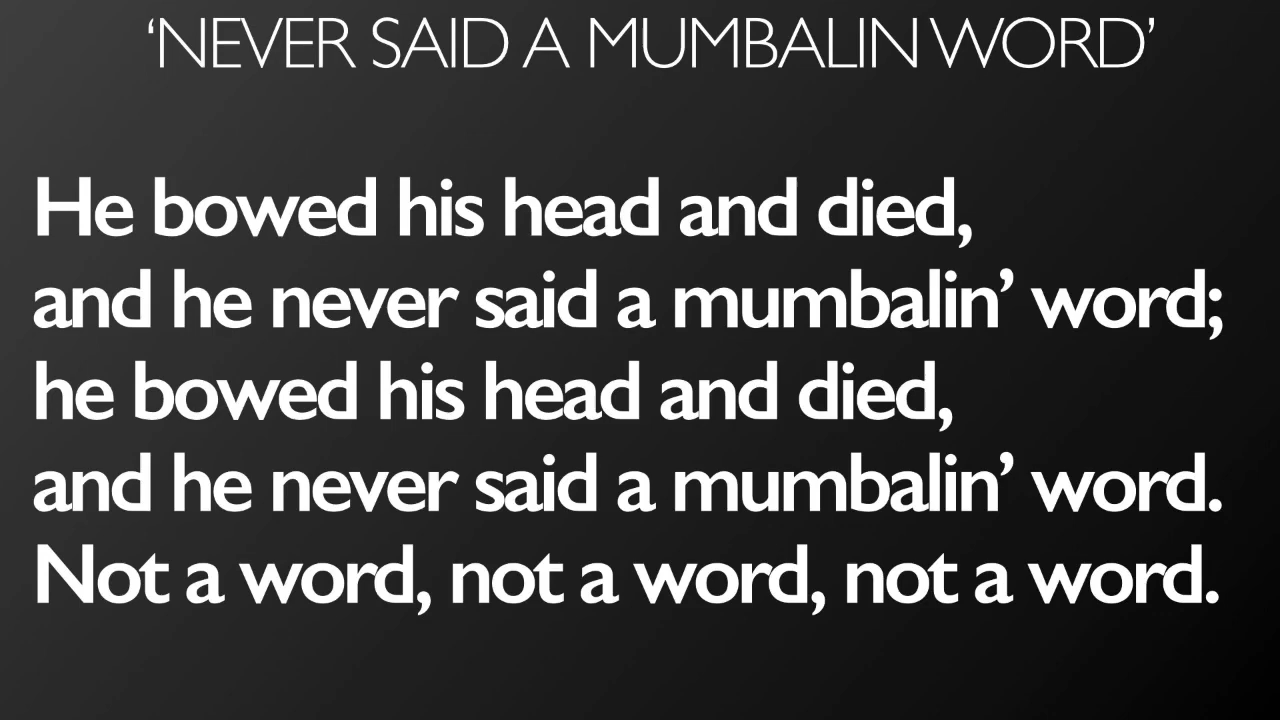 ‘NEVER SAID A MUMBALIN WORD’
He bowed his head and died,
and he never said a mumbalin’ word;
he bowed his head and died,
and he never said a mumbalin’ word.
Not a word, not a word, not a word.